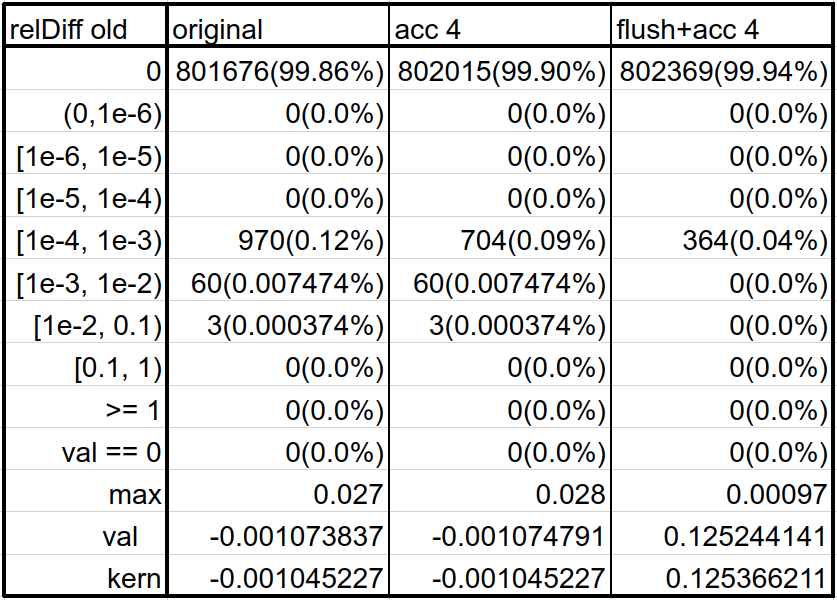 relDiff old original acc 4 flush+acc 4
0 801676(99.86%) 802015(99.90%) 802369(99.94%)
(0,1e-6) 0(0.0%) 0(0.0%) 0(0.0%)
[1e-6, 1e-5) 0(0.0%) 0(0.0%) 0(0.0%)
[1e-5, 1e-4) 0(0.0%) 0(0.0%) 0(0.0%)
[1e-4, 1e-3) 970(0.12%) 704(0.09%) 364(0.04%)
[1e-3, 1e-2) 60(0.007474%) 60(0.007474%) 0(0.0%)
[1e-2, 0.1) 3(0.000374%) 3(0.000374%) 0(0.0%)
[0.1, 1) 0(0.0%) 0(0.0%) 0(0.0%)
>= 1 0(0.0%) 0(0.0%) 0(0.0%)
val == 0 0(0.0%) 0(0.0%) 0(0.0%)
max 0.027 0.028 0.00097
val -0.001073837 -0.001074791 0.125244141
kern -0.001045227 -0.001045227 0.125366211